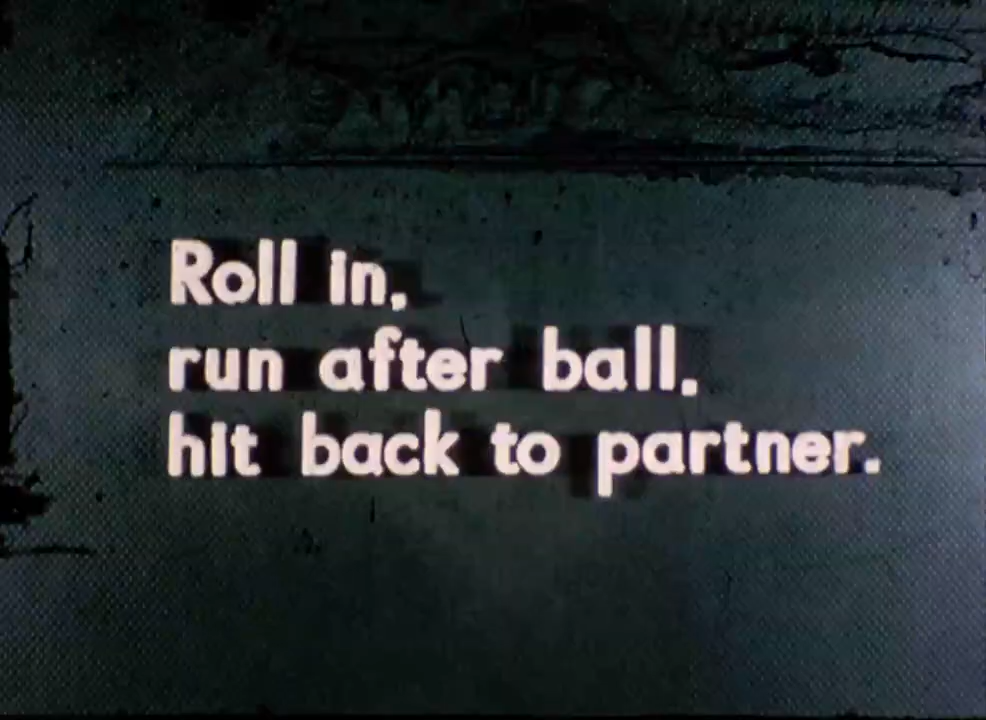 Roll in,
run after ball,
hit back to partner.